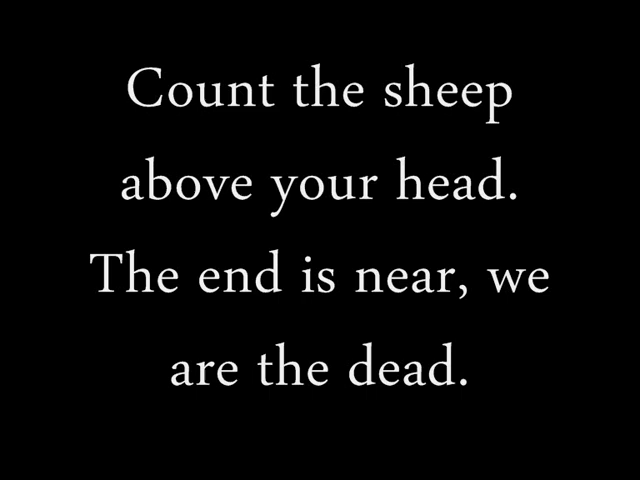 Count the sheep
above your head.
The end is near, we
are the dead.